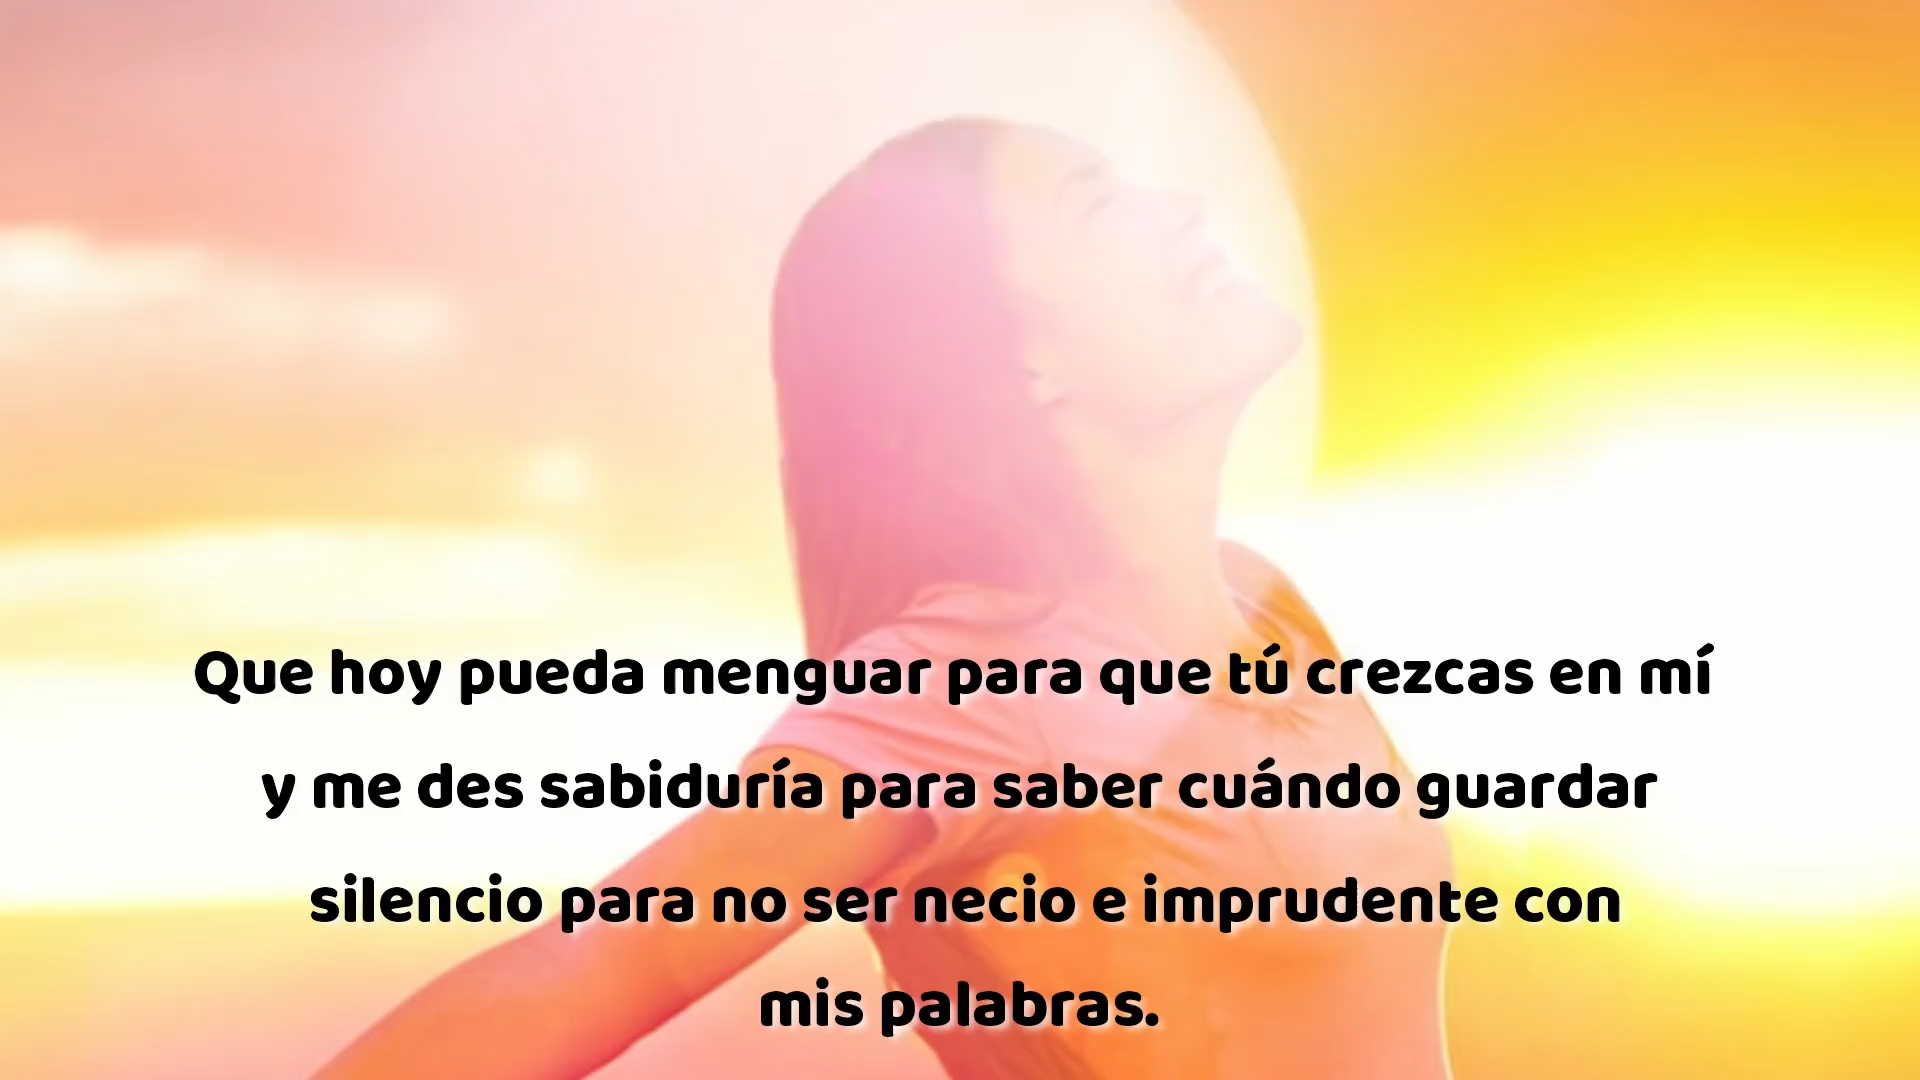 Que hoy pueda menguar para que tú crezcas en mí
y me des sabiduría para saber cuándo guardar
silencio para no ser necio e imprudente con
mis palabras.